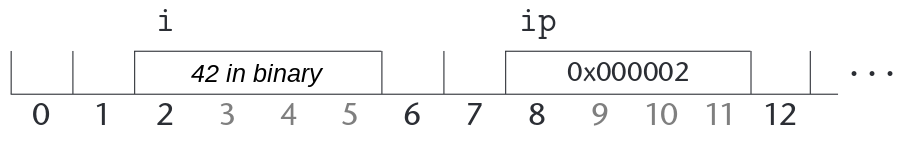 i ip
42 in binary 0x000002 ...
0 1 2 3 4 5 6 7 8 9 10 11 12